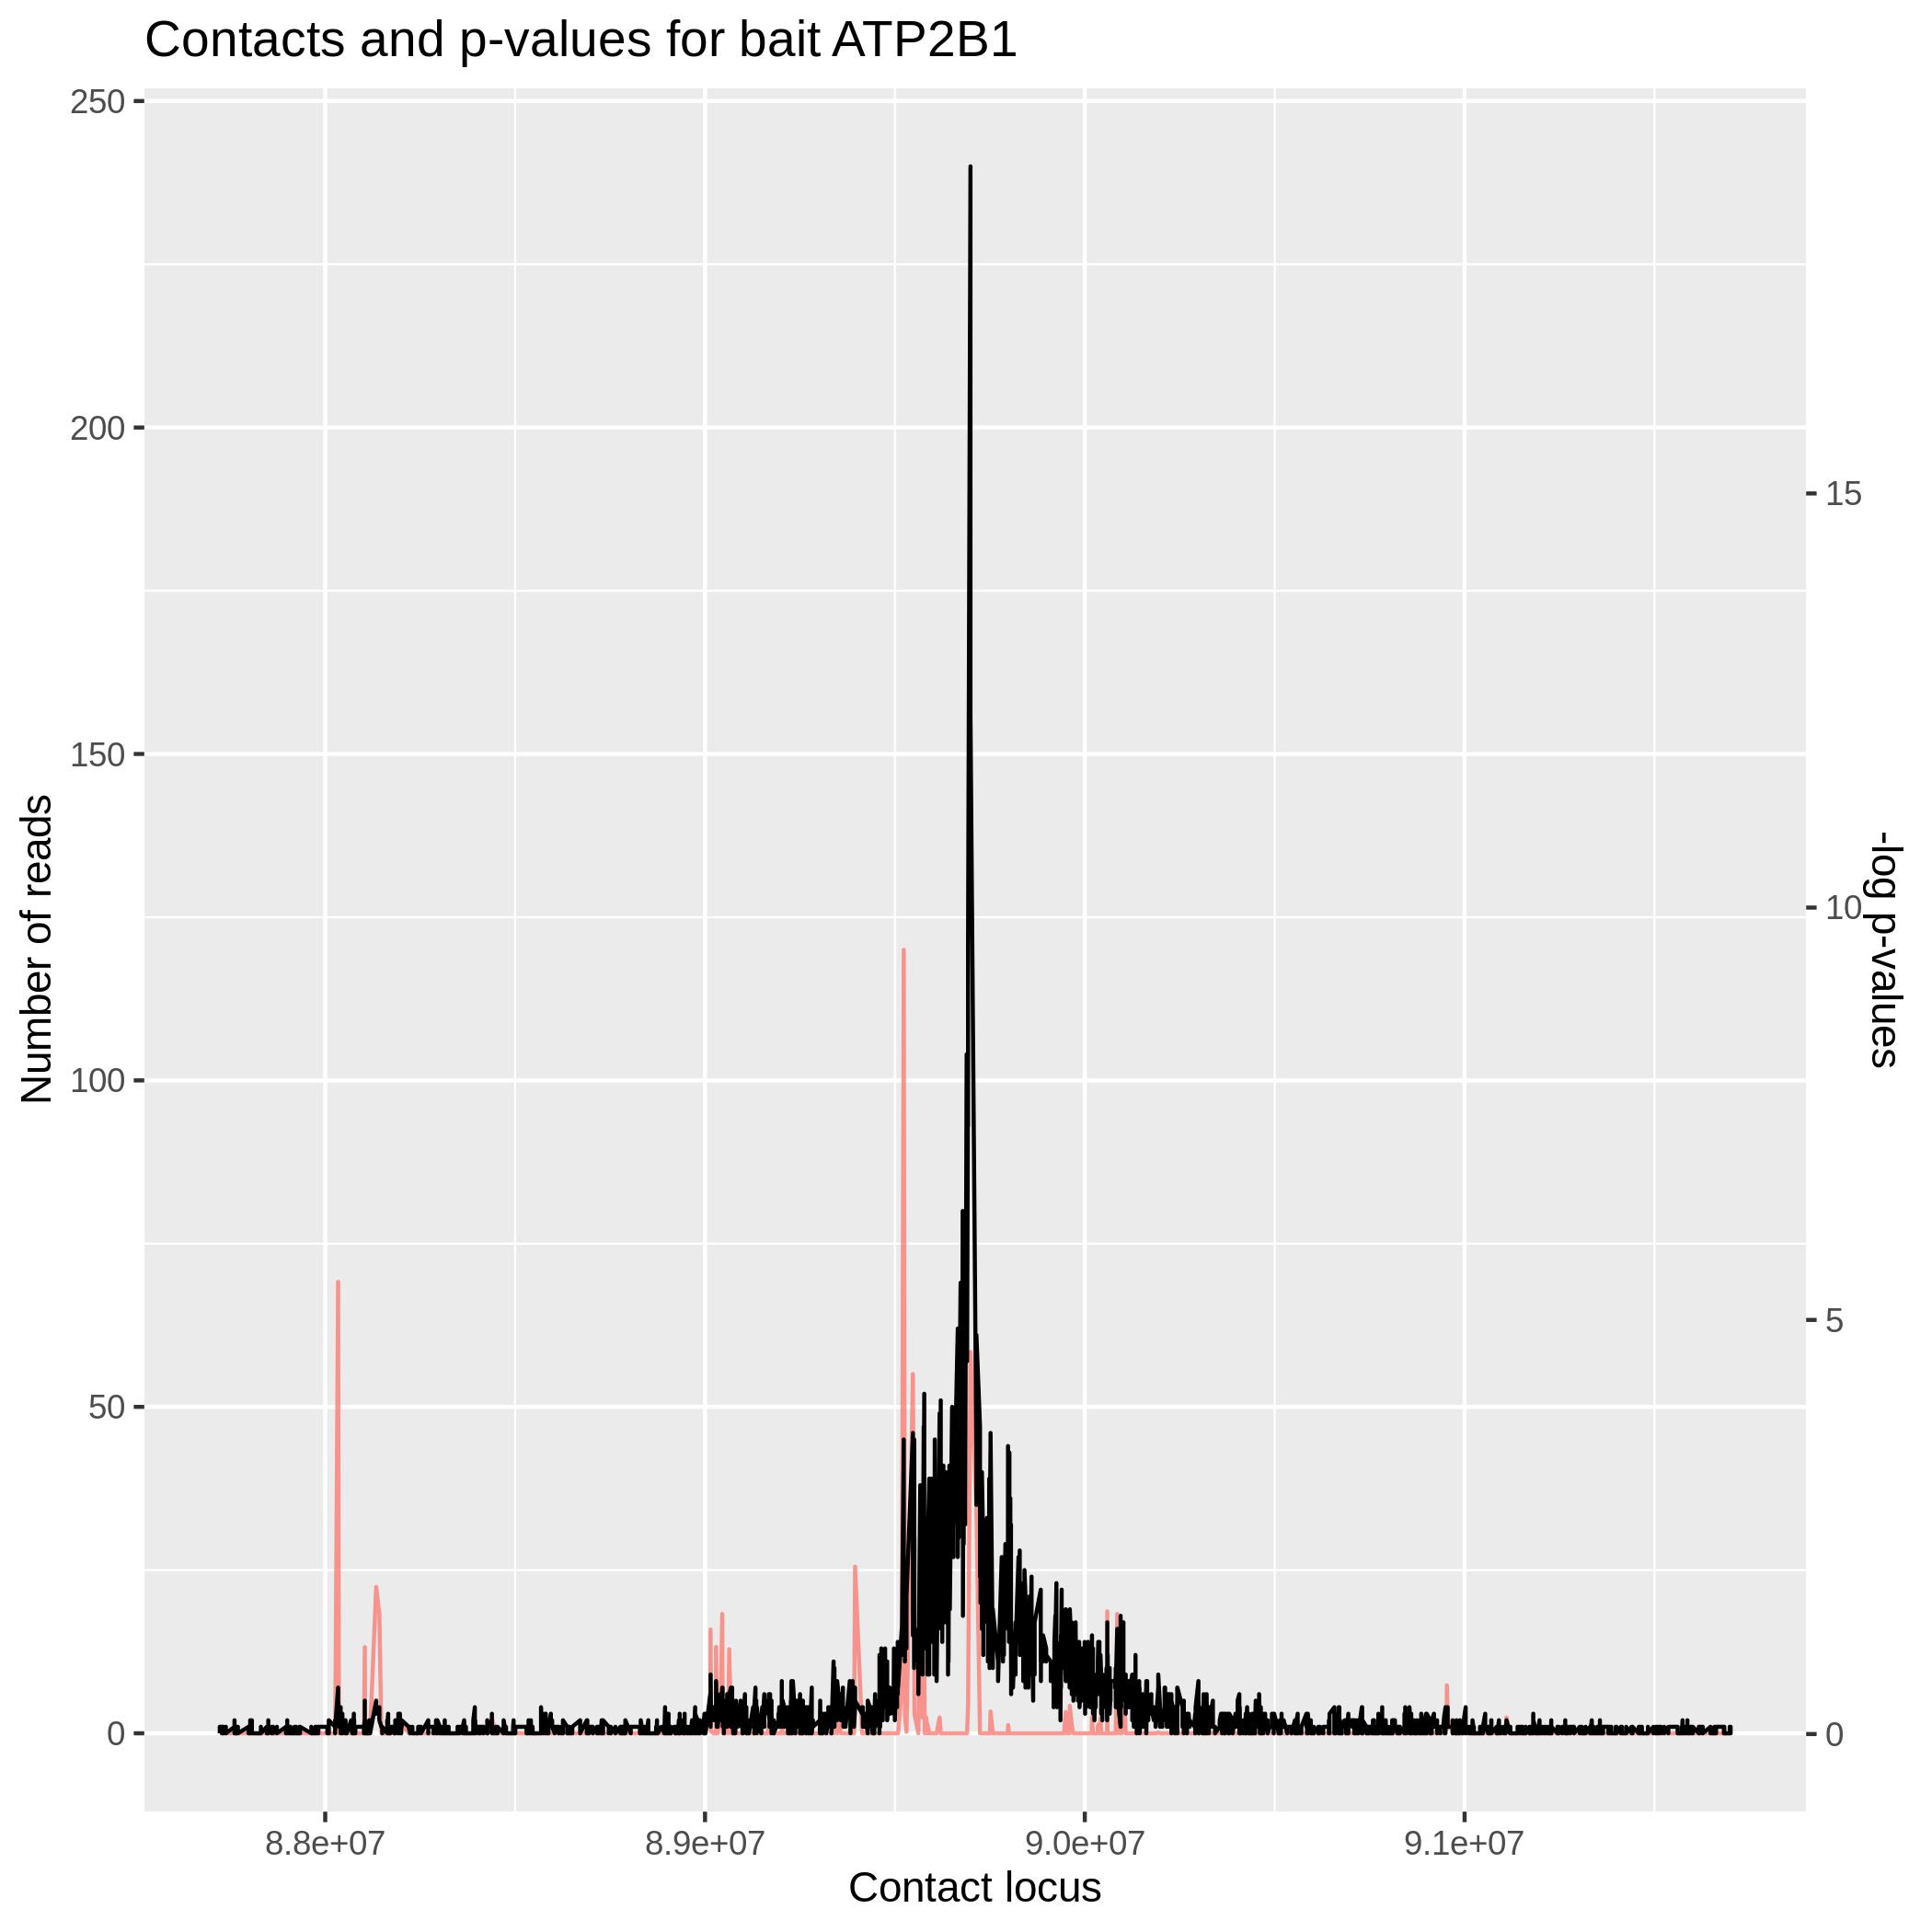 Contacts and p-values for bait ATP2B1
250
200
150
100
50
0
Number of reads
15
10
5
0
-log p-values
8.8e+07 8.9e+07 9.0e+07 9.1e+07
Contact locus